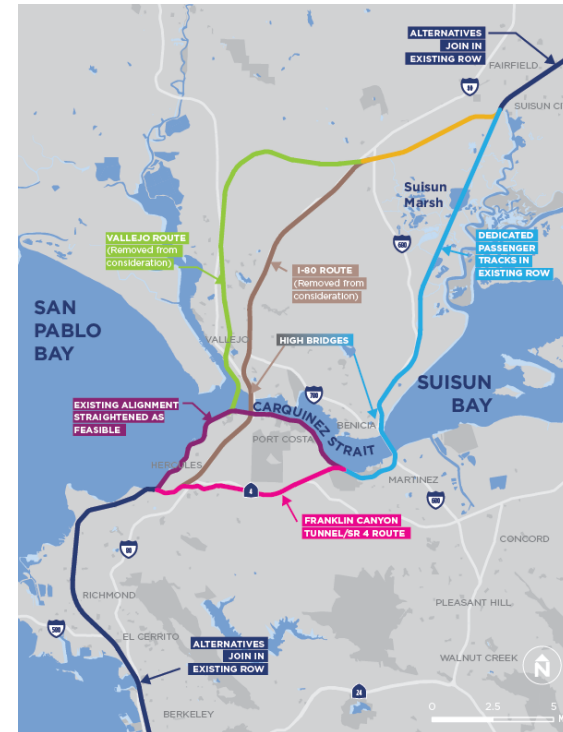 ALTERNATIVES
JOIN IN
EXISTING ROW
FAIRFIELD
80
SUISUN CIT
Suisun
Marsh
VALLEJO ROUTE
(Removed from
consideration)
680
DEDICATED
PASSENGER
TRACKS IN
EXISTING ROW
I-80 ROUTE
(Removed from
consideration)
SAN
PABLO
BAY
VALLEJO
HIGH BRIDGES
SUISUN
BAY
780
EXISTING ALIGNMENT
STRAIGHTENED AS
FEASIBLE
CARQUINEZ STRAIT
BENICIA
PORT COSTA
HERCULES
MARTINEZ
4
680
FRANKLIN CANYON
TUNNEL/SR 4 ROUTE
CONCORD
80
RICHMOND
PLEASANT HILL
580
EL CERRITO
ALTERNATIVES
JOIN IN
EXISTING ROW
WALNUT CREEK
N
24
0 2.5 5
M
BERKELEY